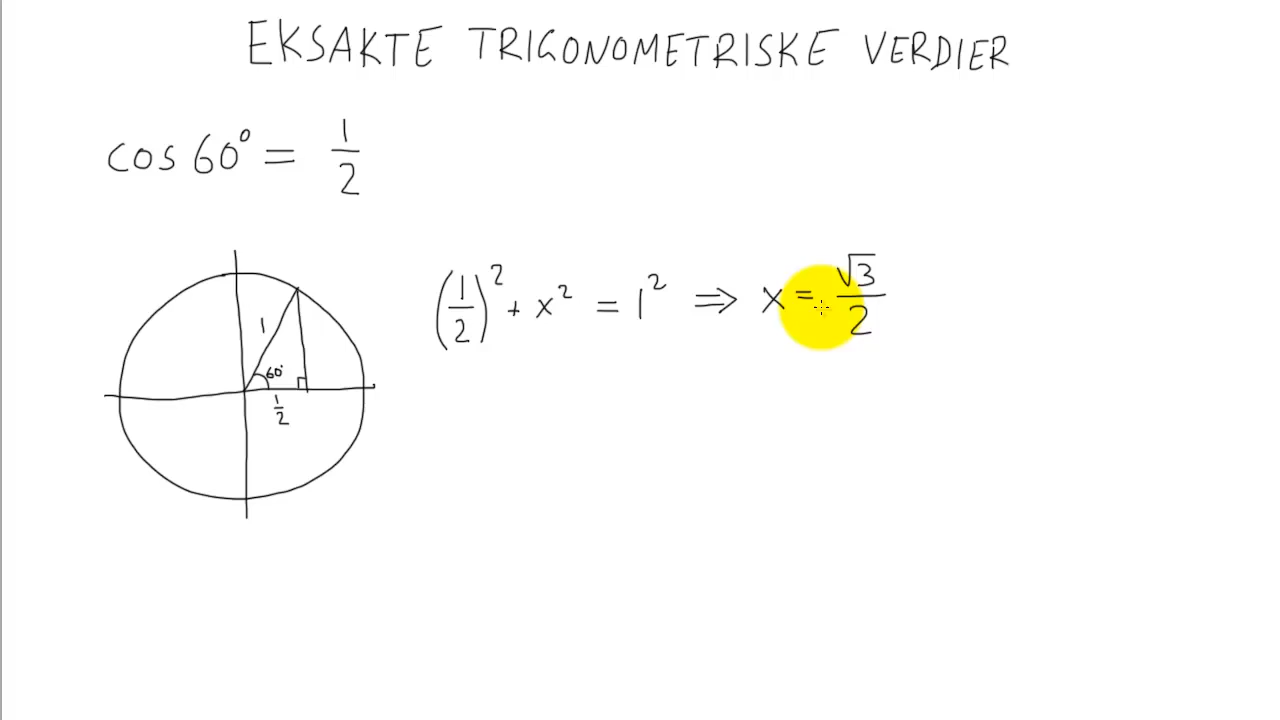 EKSAKTE TRIGONOMETRISKE VERDIER
cos 60° = 1/2
(1/2)² + x² = 1² ⇒ x = √3/2
1
60°
1/2